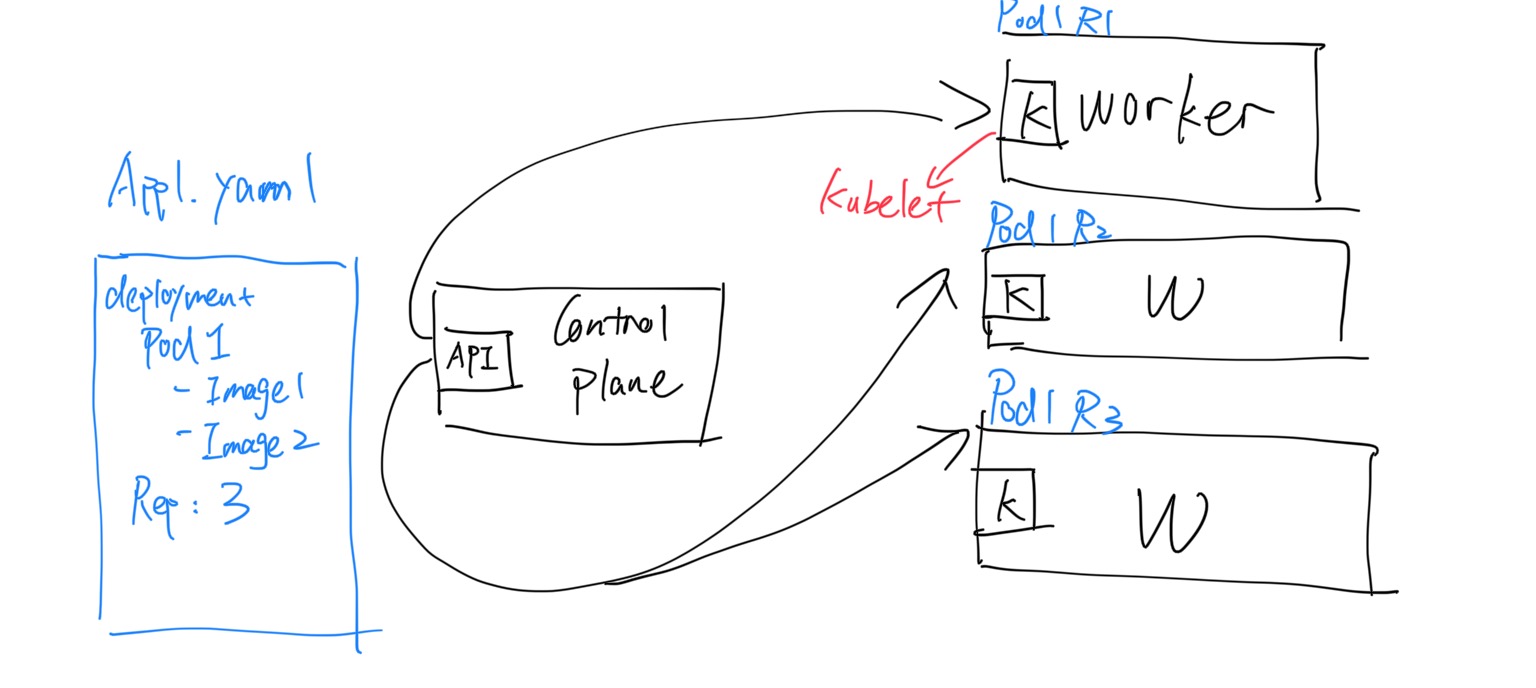 App1.yaml
deployment
Pod 1
- Image 1
- Image 2
Rep: 3
API
Control
plane
Pod 1 R1
K worker
Kubelet
Pod 1 R2
K W
Pod 1 R3
K W